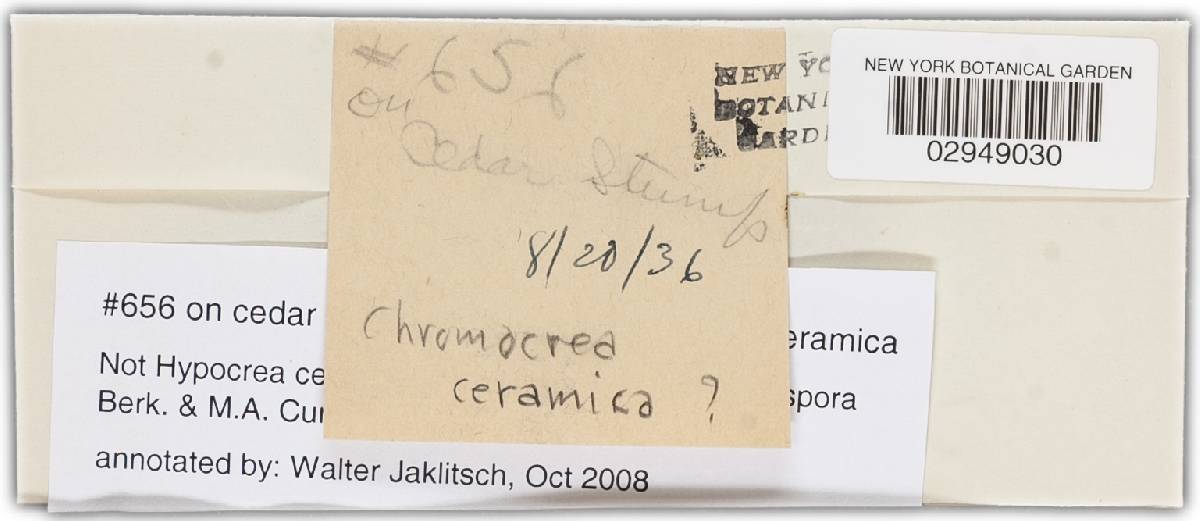 # 656
on
Cedar Stump
8/20/36
Chromocrea
ceramica ?
NEW YO
BOTANI
GARDE
NEW YORK BOTANICAL GARDEN
02949030
#656 on cedar
eramica
Not Hypocrea ce
spora
Berk. & M.A. Cur
annotated by: Walter Jaklitsch, Oct 2008